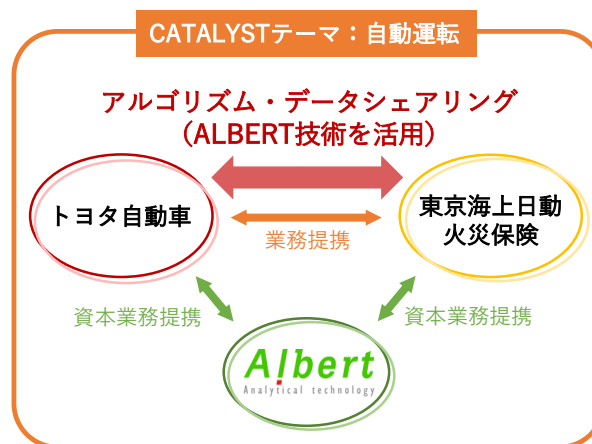 CATALYSTテーマ：自動運転
アルゴリズム・データシェアリング
（ALBERT技術を活用）
トヨタ自動車
東京海上日動
火災保険
業務提携
資本業務提携
資本業務提携
Albert
Analytical technology